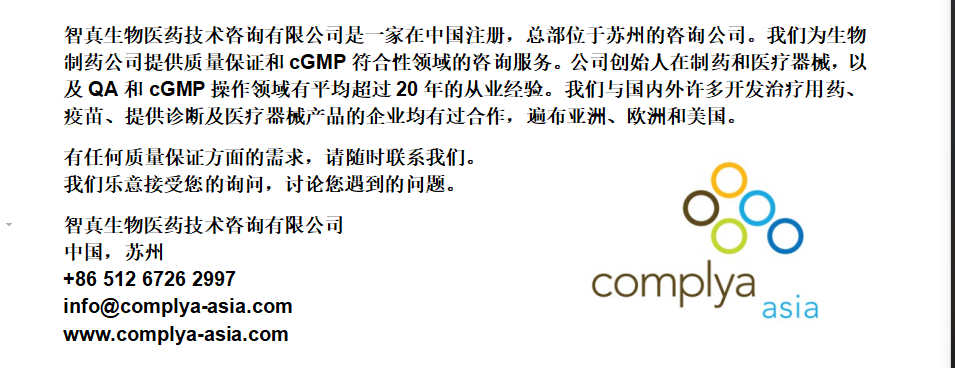 智真生物医药技术咨询有限公司是一家在中国注册，总部位于苏州的咨询公司。我们为生物
制药公司提供质量保证和 cGMP 符合性领域的咨询服务。公司创始人在制药和医疗器械，以
及 QA 和 cGMP 操作领域有平均超过 20 年的从业经验。我们与国内外许多开发治疗用药、
疫苗、提供诊断及医疗器械产品的企业均有过合作，遍布亚洲、欧洲和美国。
有任何质量保证方面的需求，请随时联系我们。
我们乐意接受您的询问，讨论您遇到的问题。
智真生物医药技术咨询有限公司
中国，苏州
+86 512 6726 2997
info@complya-asia.com
www.complya-asia.com
complya
asia